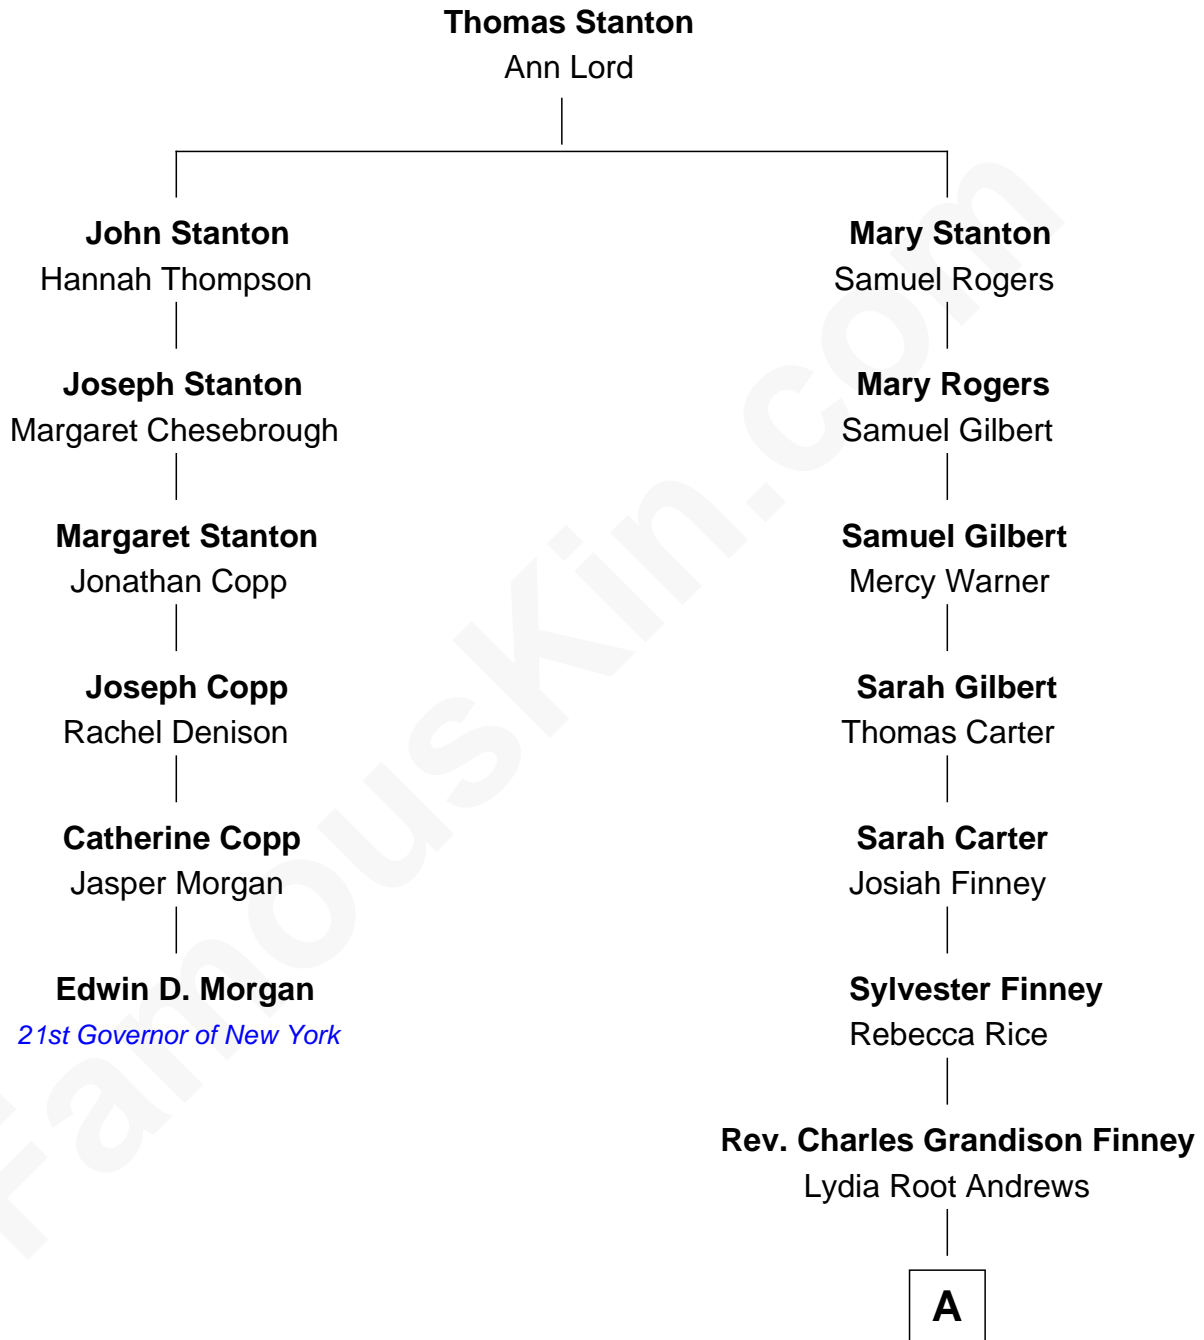 Thomas Stanton
Ann Lord
John Stanton
Hannah Thompson
Joseph Stanton
Margaret Chesebrough
Margaret Stanton
Jonathan Copp
Joseph Copp
Rachel Denison
Catherine Copp
Jasper Morgan
Edwin D. Morgan
21st Governor of New York
Mary Stanton
Samuel Rogers
Mary Rogers
Samuel Gilbert
Samuel Gilbert
Mercy Warner
Sarah Gilbert
Thomas Carter
Sarah Carter
Josiah Finney
Sylvester Finney
Rebecca Rice
Rev. Charles Grandison Finney
Lydia Root Andrews
A
FamousKin.com